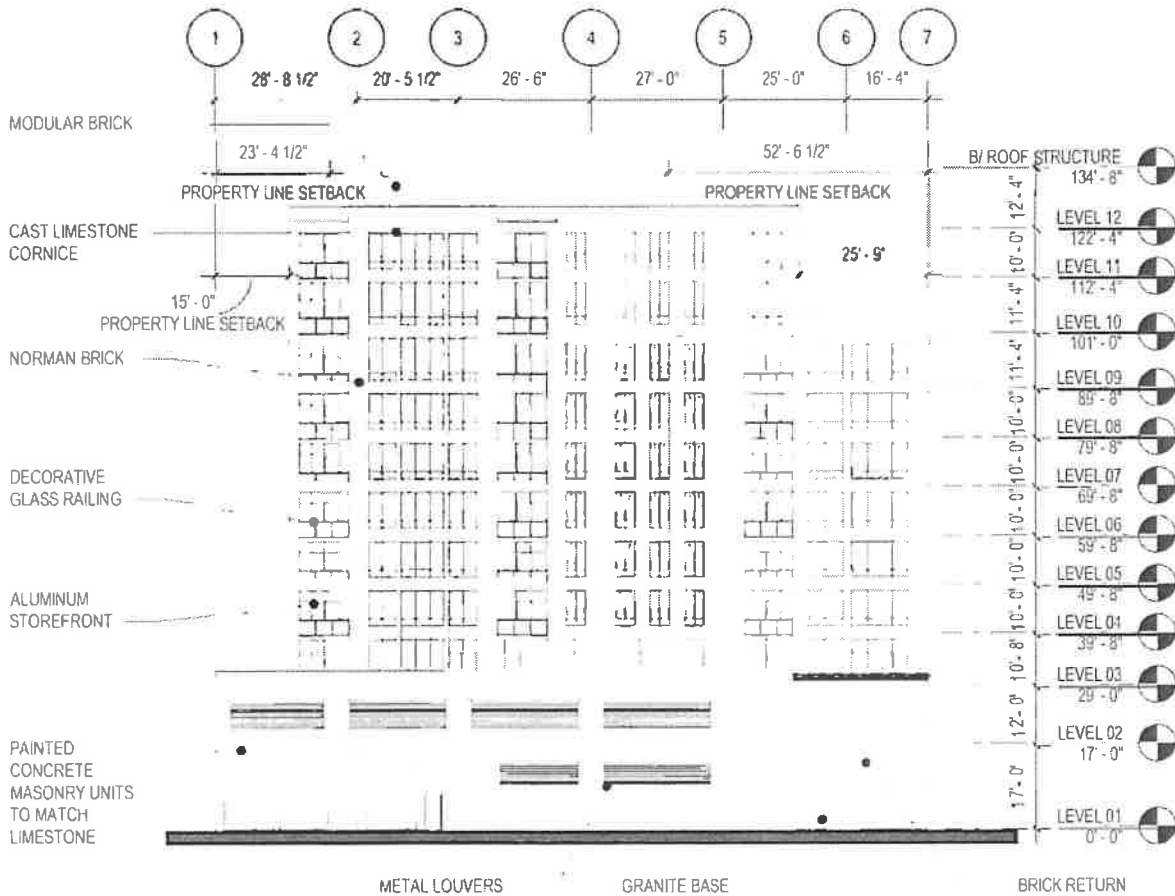 1 2 3 4 5 6 7
26' - 8 1/2" 20' - 5 1/2" 26' - 6" 27' - 0" 25' - 0" 16' - 4"
MODULAR BRICK
23' - 4 1/2"
52' - 6 1/2"
PROPERTY LINE SETBACK
PROPERTY LINE SETBACK
B/ ROOF STRUCTURE
134' - 8"
12' - 4"
CAST LIMESTONE
CORNICE
LEVEL 12
122' - 4"
10' - 0"
25' - 9"
LEVEL 11
112' - 4"
15' - 0"
PROPERTY LINE SETBACK
11' - 4"
LEVEL 10
101' - 0"
NORMAN BRICK
11' - 4"
LEVEL 09
89' - 8"
10' - 0"
LEVEL 08
79' - 8"
10' - 0"
DECORATIVE
GLASS RAILING
LEVEL 07
69' - 8"
10' - 0"
LEVEL 06
59' - 8"
10' - 0"
LEVEL 05
49' - 8"
10' - 0"
ALUMINUM
STOREFRONT
LEVEL 04
39' - 8"
10' - 8"
LEVEL 03
29' - 0"
12' - 0"
LEVEL 02
17' - 0"
PAINTED
CONCRETE
MASONRY UNITS
TO MATCH
LIMESTONE
17' - 0"
LEVEL 01
0' - 0"
METAL LOUVERS GRANITE BASE BRICK RETURN